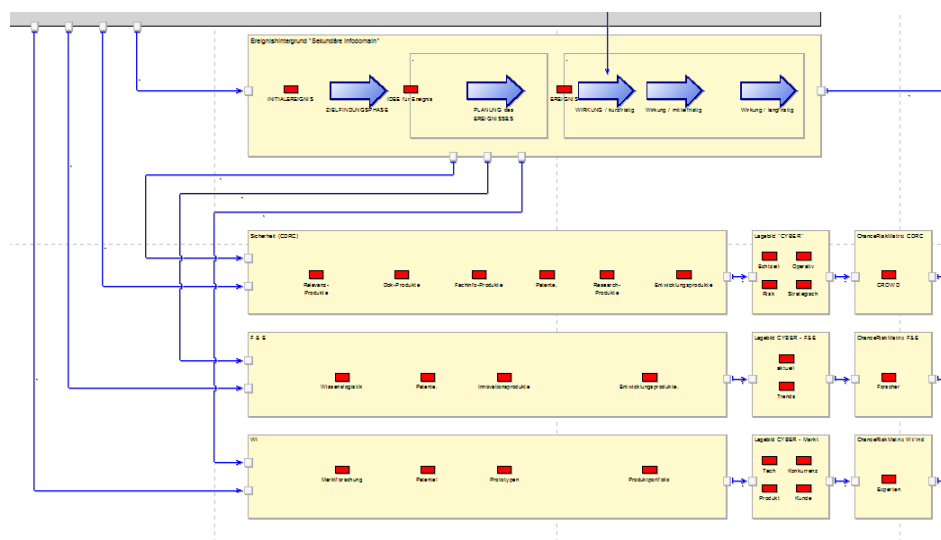 Ereignishintergrund "Sekundäre Infodomain"
INITIALEREIGNIS
ZIELFINDUNGSPHASE
IDEE für Ereignis
PLANUNG des
EREIGNISSES
EREIGNIS
WIRKUNG / kurzfristig
Wirkung / mittelfristig
Wirkung / langfristig
Sicherheit (CDRC)
Relevanz-
Produkte
Dok-Produkte
Fachinfo-Produkte
Patente.
Research-
Produkte
Entwicklungsprodukte
Lagebild "CYBER"
Echtzeit
Operativ
Risk
Strategisch
ChanceRiskMatrix CDRC
CROWD
F & E
Wissenslogistik
Patente.
Innovationsprodukte
Entwicklungsprodukte.
Lagebild CYBER - F&E
aktuell
Trends
ChanceRiskMatrix F&E
Forscher
WI
Marktforschung
Patente!
Prototypen
Produktportfolio
Lagebild CYBER - Markt
Tech
Konkurrens
Produkt
Kunde
ChanceRiskMatrix WI/Ind
Experten